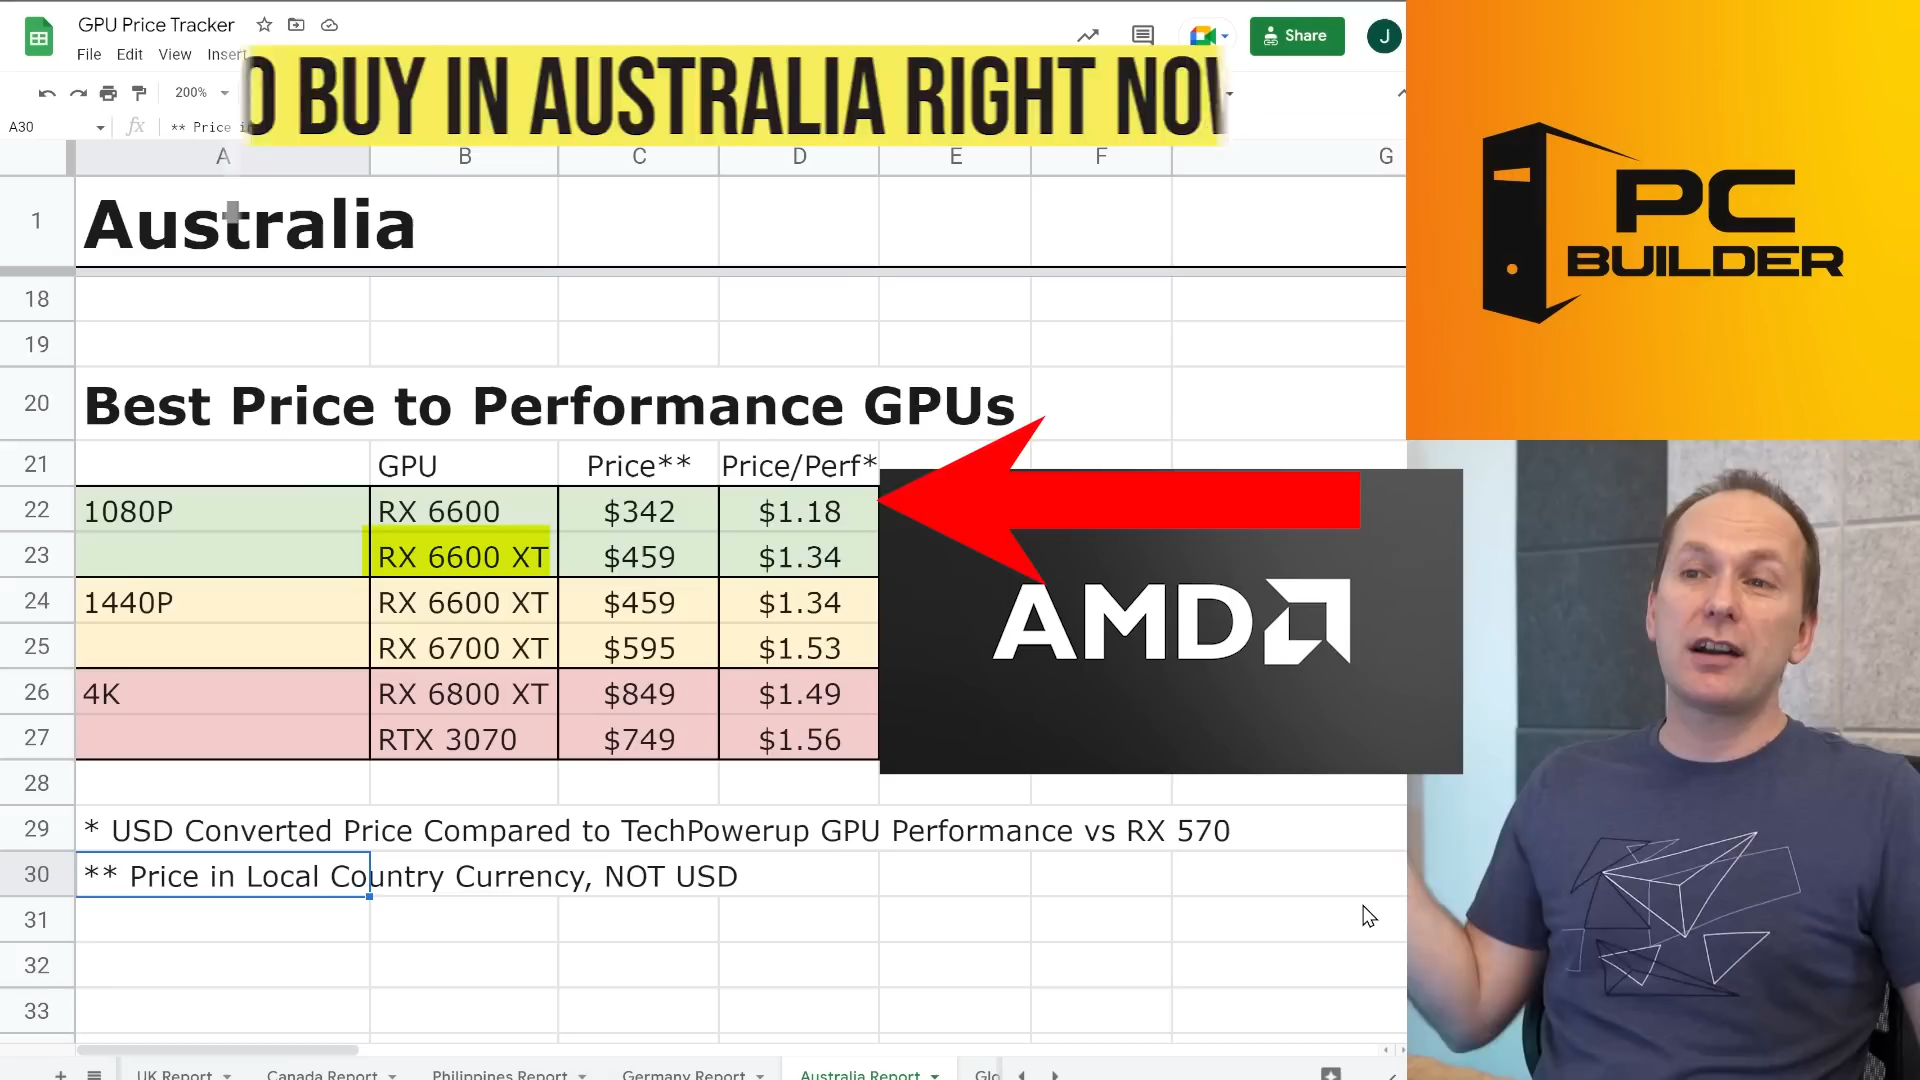 GPU Price Tracker
File Edit View Insert
Share
J
O BUY IN AUSTRALIA RIGHT NOW
200%
A30
fx
** Price in
A B C D E F G
1 Australia
18
19
20 Best Price to Performance GPUs
21 GPU Price** Price/Perf*
22 1080P RX 6600 $342 $1.18
23 RX 6600 XT $459 $1.34
24 1440P RX 6600 XT $459 $1.34
25 RX 6700 XT $595 $1.53
26 4K RX 6800 XT $849 $1.49
27 RTX 3070 $749 $1.56
28
29 * USD Converted Price Compared to TechPowerup GPU Performance vs RX 570
30 ** Price in Local Country Currency, NOT USD
31
32
33
UK Report Canada Report Philippines Report Germany Report Australia Report Glo
AMD
PC
BUILDER